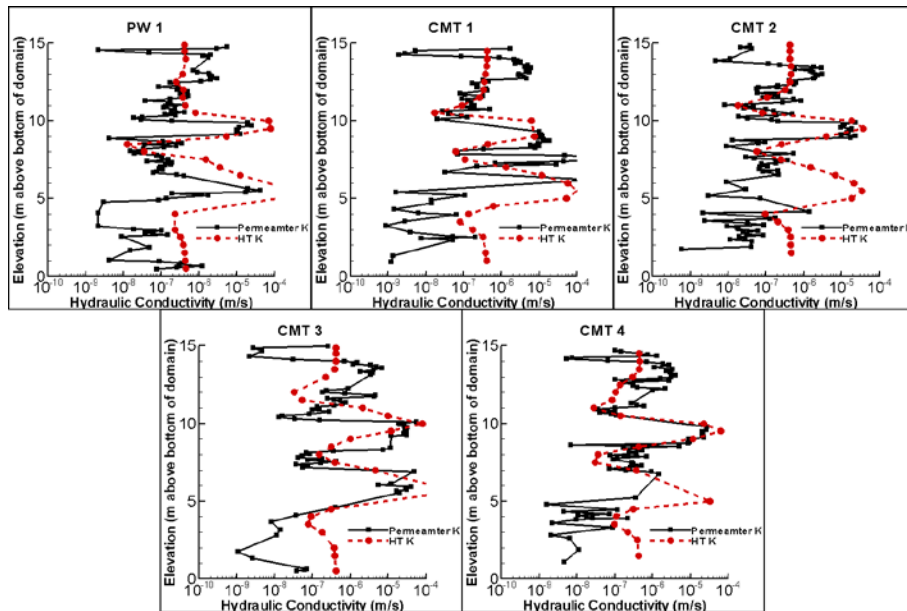 PW 1
Elevation (m above bottom of domain)
15
10
5
0
Permeamter K
HT K
10^-10 10^-9 10^-8 10^-7 10^-6 10^-5 10^-4
Hydraulic Conductivity (m/s)
CMT 1
Elevation (m above bottom of domain)
15
10
5
0
Permeamter K
HT K
10^-10 10^-9 10^-8 10^-7 10^-6 10^-5 10^-4
Hydraulic Conductivity (m/s)
CMT 2
Elevation (m above bottom of domain)
15
10
5
0
Permeamter K
HT K
10^-10 10^-9 10^-8 10^-7 10^-6 10^-5 10^-4
Hydraulic Conductivity (m/s)
CMT 3
Elevation (m above bottom of domain)
15
10
5
0
Permeamter K
HT K
10^-10 10^-9 10^-8 10^-7 10^-6 10^-5 10^-4
Hydraulic Conductivity (m/s)
CMT 4
Elevation (m above bottom of domain)
15
10
5
0
Permeamter K
HT K
10^-10 10^-9 10^-8 10^-7 10^-6 10^-5 10^-4
Hydraulic Conductivity (m/s)